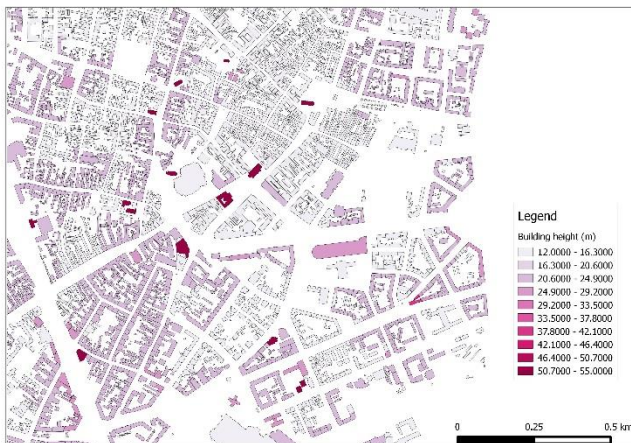 Legend
Building height (m)
12.0000 - 16.3000
16.3000 - 20.6000
20.6000 - 24.9000
24.9000 - 29.2000
29.2000 - 33.5000
33.5000 - 37.8000
37.8000 - 42.1000
42.1000 - 46.4000
46.4000 - 50.7000
50.7000 - 55.0000
0 0.25 0.5 km